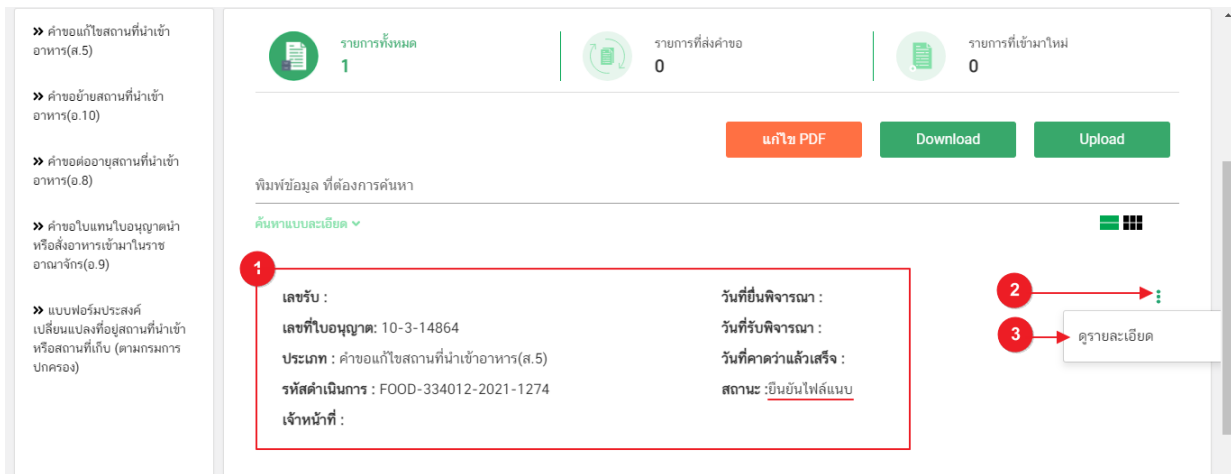 » คำขอแก้ไขสถานที่นำเข้า
อาหาร(ส.5)
» คำขอย้ายสถานที่นำเข้า
อาหาร(อ.10)
» คำขอต่ออายุสถานที่นำเข้า
อาหาร(อ.8)
» คำขอใบแทนใบอนุญาตนำ
หรือสั่งอาหารเข้ามาในราช
อาณาจักร(อ.9)
» แบบฟอร์มประสงค์
เปลี่ยนแปลงที่อยู่สถานที่นำเข้า
หรือสถานที่เก็บ (ตามกรมการ
ปกครอง)
รายการทั้งหมด
1
รายการที่ส่งคำขอ
0
รายการที่เข้ามาใหม่
0
แก้ไข PDF
Download
Upload
พิมพ์ข้อมูล ที่ต้องการค้นหา
ค้นหาแบบละเอียด
1
เลขรับ :
เลขที่ใบอนุญาต: 10-3-14864
ประเภท : คำขอแก้ไขสถานที่นำเข้าอาหาร(ส.5)
รหัสดำเนินการ : FOOD-334012-2021-1274
เจ้าหน้าที่ :
วันที่ยื่นพิจารณา :
วันที่รับพิจารณา :
วันที่คาดว่าแล้วเสร็จ :
สถานะ :ยืนยันไฟล์แนบ
2
3
ดูรายละเอียด